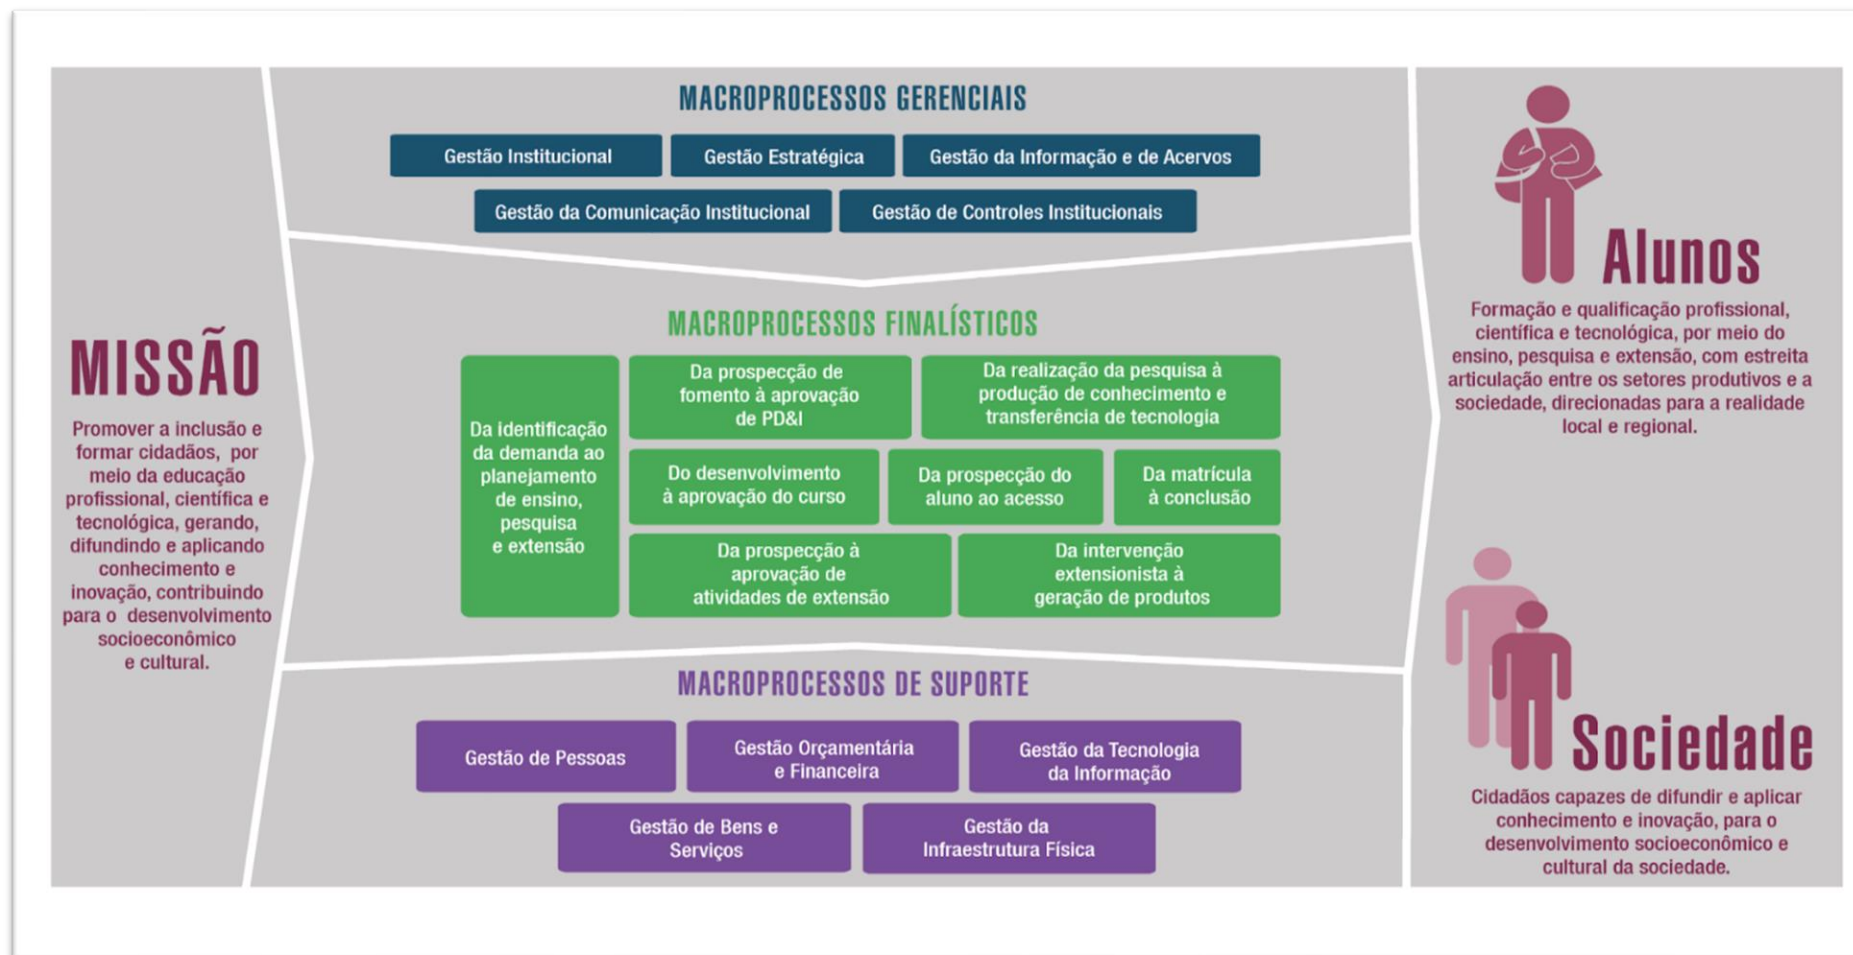 MISSÃO
Promover a inclusão e
formar cidadãos, por
meio da educação
profissional, científica e
tecnológica, gerando,
difundindo e aplicando
conhecimento e
inovação, contribuindo
para o desenvolvimento
socioeconômico
e cultural.
MACROPROCESSOS GERENCIAIS
Gestão Institucional
Gestão Estratégica
Gestão da Informação e de Acervos
Gestão da Comunicação Institucional
Gestão de Controles Institucionais
MACROPROCESSOS FINALÍSTICOS
Da identificação
da demanda ao
planejamento
de ensino,
pesquisa
e extensão
Da prospecção de
fomento à aprovação
de PD&I
Da realização da pesquisa à
produção de conhecimento e
transferência de tecnologia
Do desenvolvimento
à aprovação do curso
Da prospecção do
aluno ao acesso
Da matrícula
à conclusão
Da prospecção à
aprovação de
atividades de extensão
Da intervenção
extensionista à
geração de produtos
MACROPROCESSOS DE SUPORTE
Gestão de Pessoas
Gestão Orçamentária
e Financeira
Gestão da Tecnologia
da Informação
Gestão de Bens e
Serviços
Gestão da
Infraestrutura Física
Alunos
Formação e qualificação profissional,
científica e tecnológica, por meio do
ensino, pesquisa e extensão, com estreita
articulação entre os setores produtivos e a
sociedade, direcionadas para a realidade
local e regional.
Sociedade
Cidadãos capazes de difundir e aplicar
conhecimento e inovação, para o
desenvolvimento socioeconômico e
cultural da sociedade.